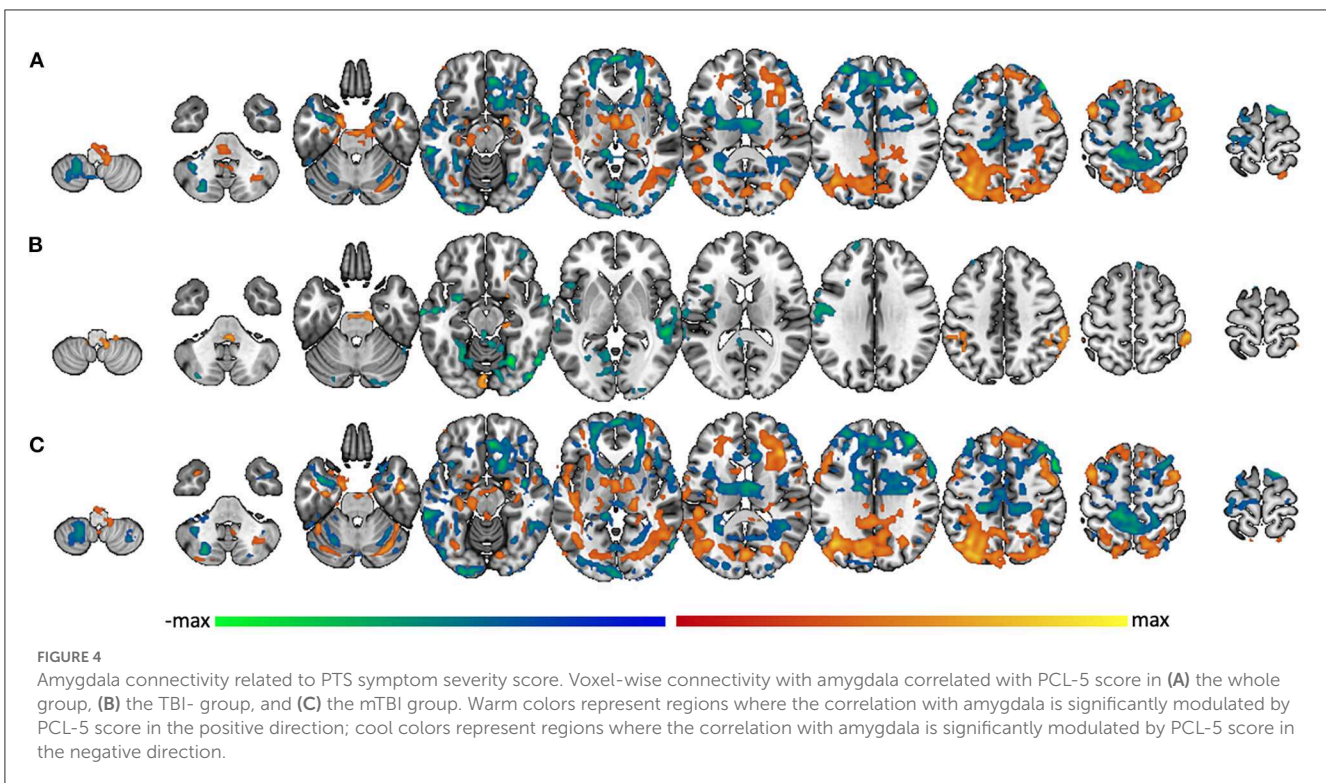 A
B
C
-max
max
FIGURE 4
Amygdala connectivity related to PTS symptom severity score. Voxel-wise connectivity with amygdala correlated with PCL-5 score in (A) the whole
group, (B) the TBI- group, and (C) the mTBI group. Warm colors represent regions where the correlation with amygdala is significantly modulated by
PCL-5 score in the positive direction; cool colors represent regions where the correlation with amygdala is significantly modulated by PCL-5 score in
the negative direction.